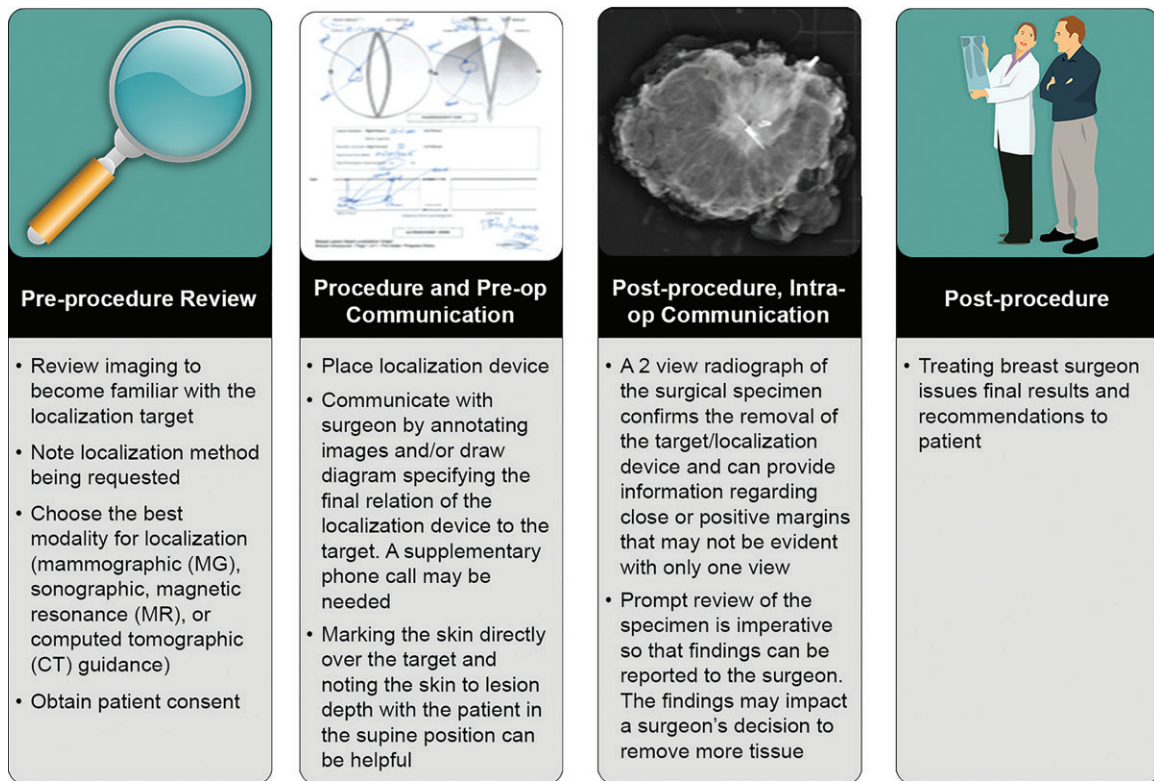 Pre-procedure Review
• Review imaging to
become familiar with the
localization target
• Note localization method
being requested
• Choose the best
modality for localization
(mammographic (MG),
sonographic, magnetic
resonance (MR), or
computed tomographic
(CT) guidance)
• Obtain patient consent
Procedure and Pre-op
Communication
• Place localization device
• Communicate with
surgeon by annotating
images and/or draw
diagram specifying the
final relation of the
localization device to the
target. A supplementary
phone call may be
needed
• Marking the skin directly
over the target and
noting the skin to lesion
depth with the patient in
the supine position can
be helpful
Post-procedure, Intra-
op Communication
• A 2 view radiograph of
the surgical specimen
confirms the removal of
the target/localization
device and can provide
information regarding
close or positive margins
that may not be evident
with only one view
• Prompt review of the
specimen is imperative
so that findings can be
reported to the surgeon.
The findings may impact
a surgeon's decision to
remove more tissue
Post-procedure
• Treating breast surgeon
issues final results and
recommendations to
patient